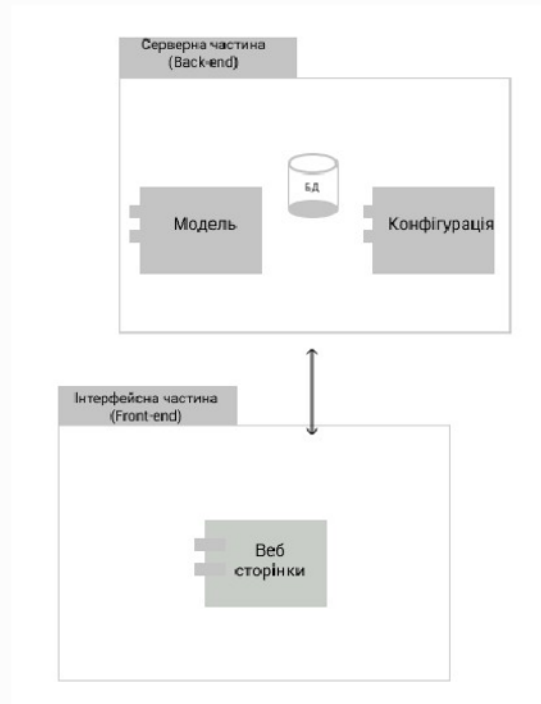 Серверна частина
(Back-end)
БД
Модель
Конфігурація
Інтерфейсна частина
(Front-end)
Веб
сторінки